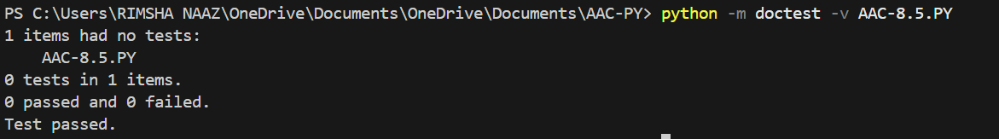 PS C:\Users\RIMSHA NAAZ\OneDrive\Documents\OneDrive\Documents\AAC-PY> python -m doctest -v AAC-8.5.PY
1 items had no tests:
    AAC-8.5.PY
0 tests in 1 items.
0 passed and 0 failed.
Test passed.